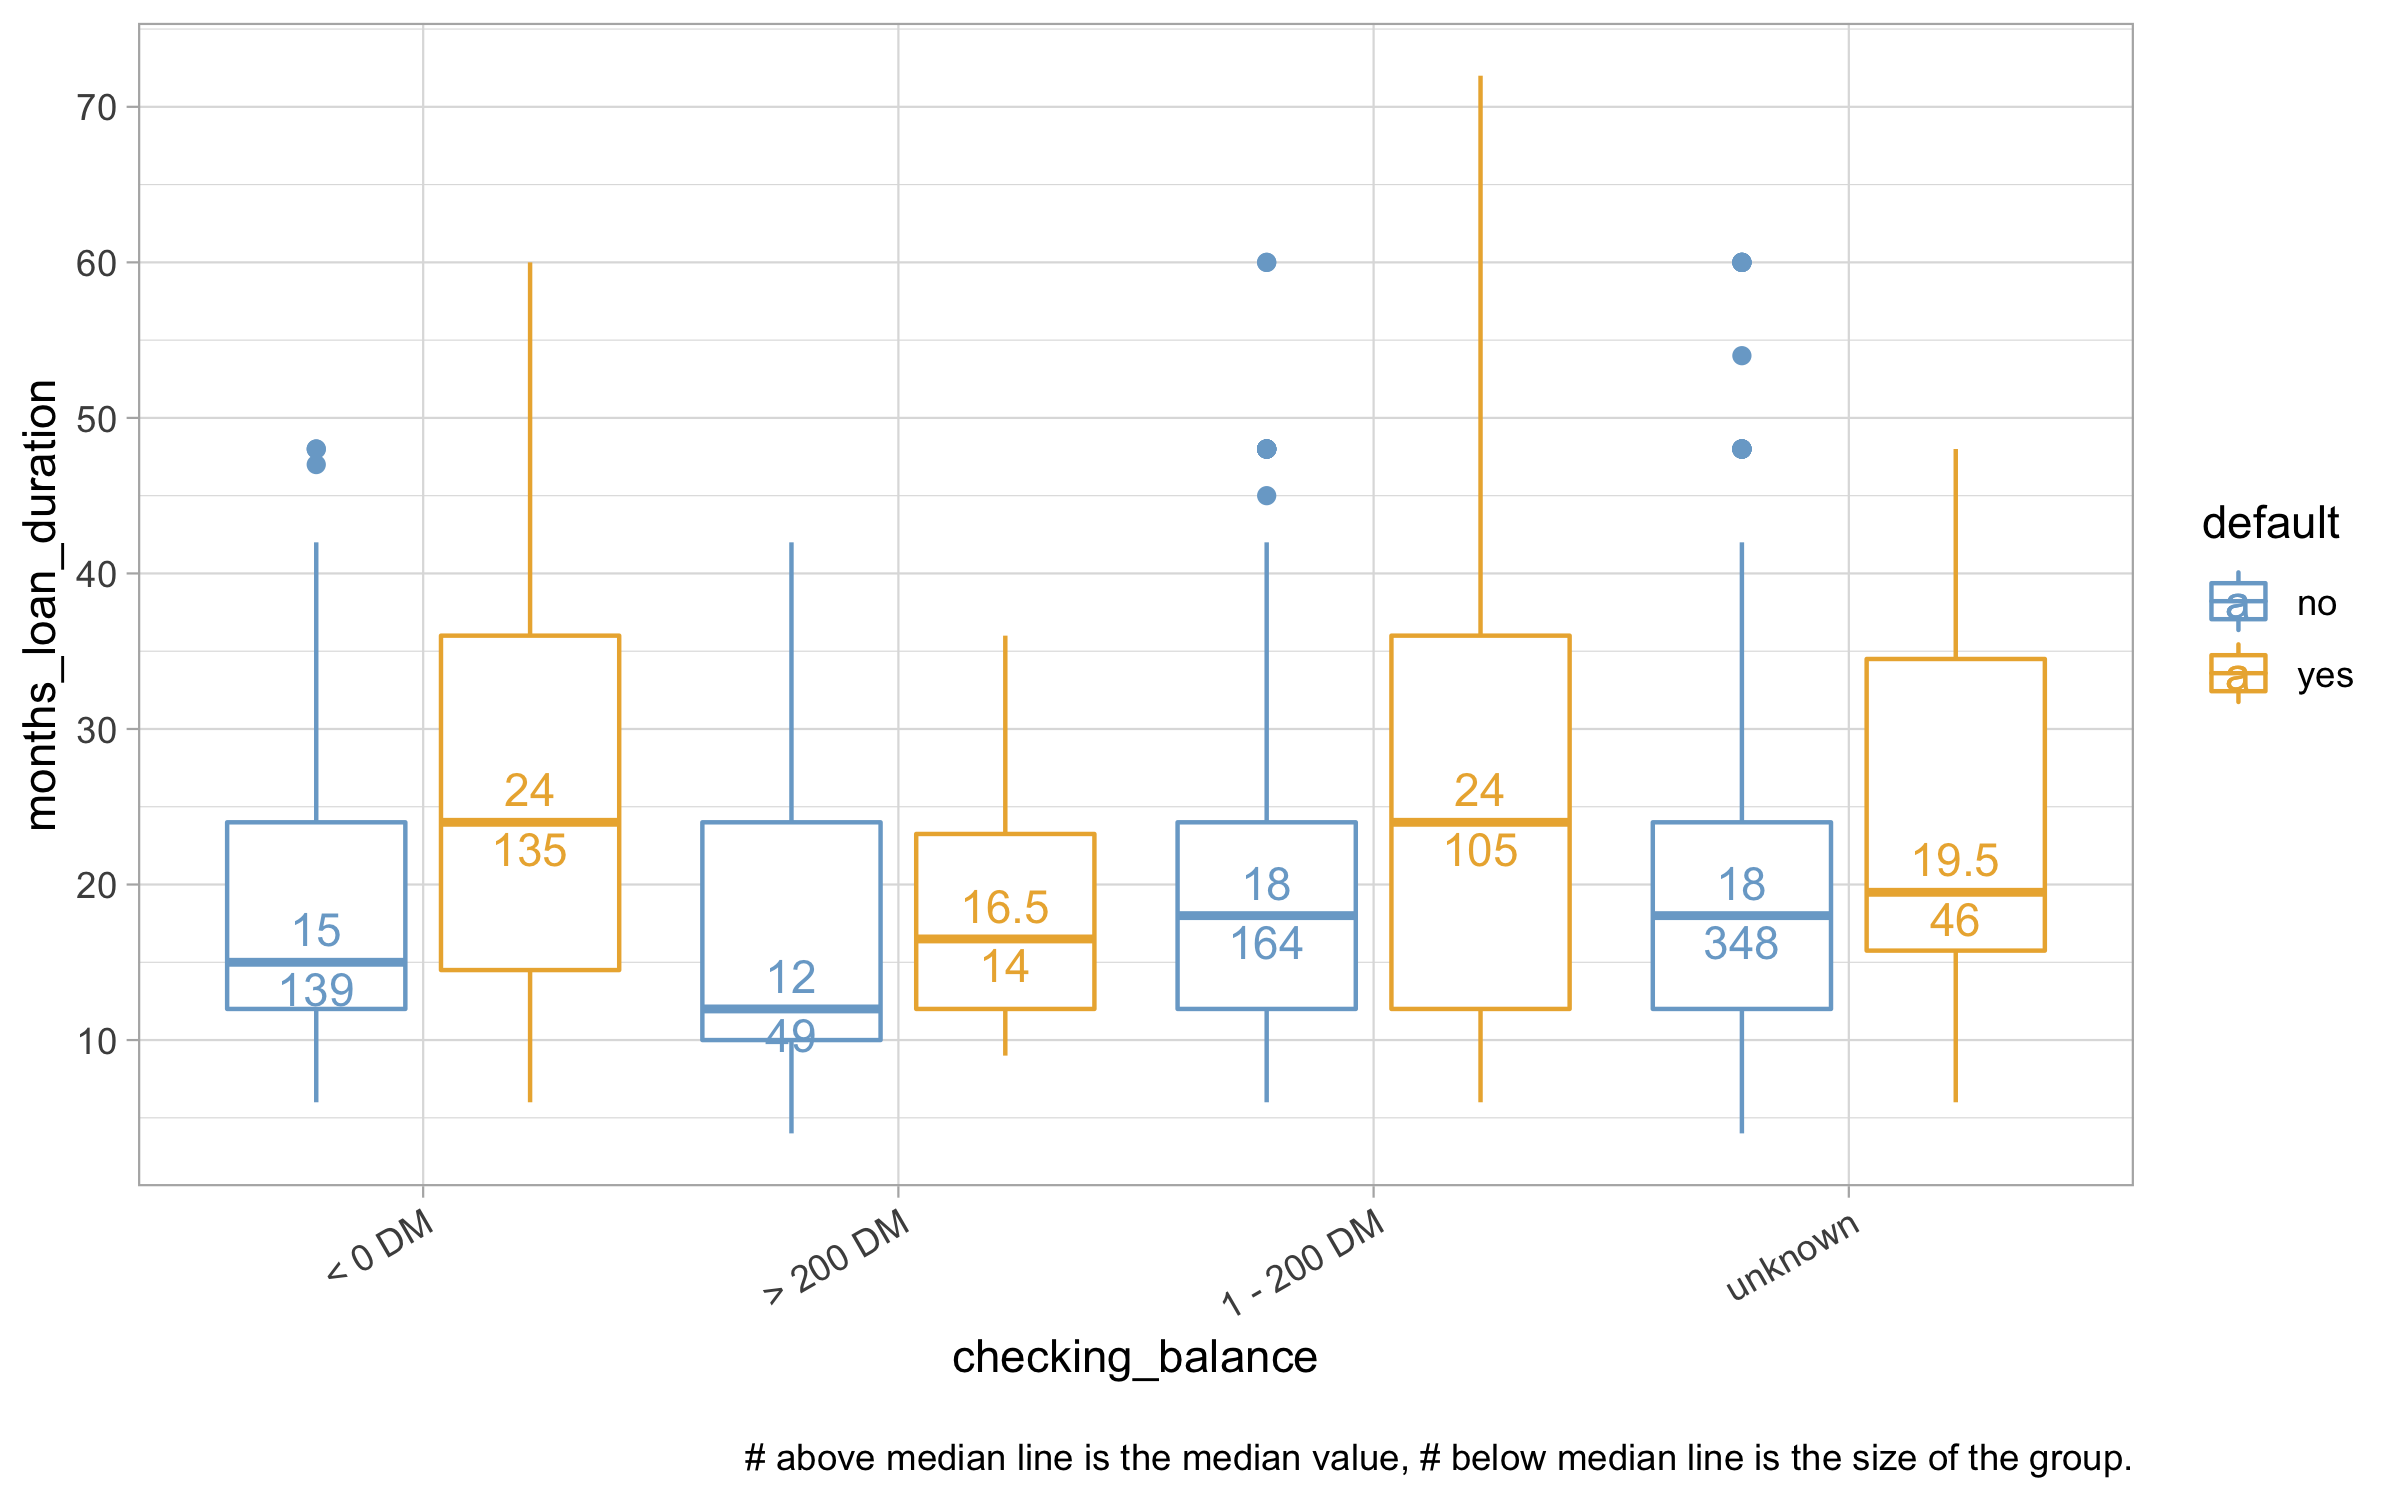 70
60
50
40
30
20
10
months_loan_duration
15
139
24
135
12
49
16.5
14
18
164
24
105
18
348
19.5
46
< 0 DM
> 200 DM
1 - 200 DM
unknown
checking_balance
default
a no
a yes
# above median line is the median value, # below median line is the size of the group.